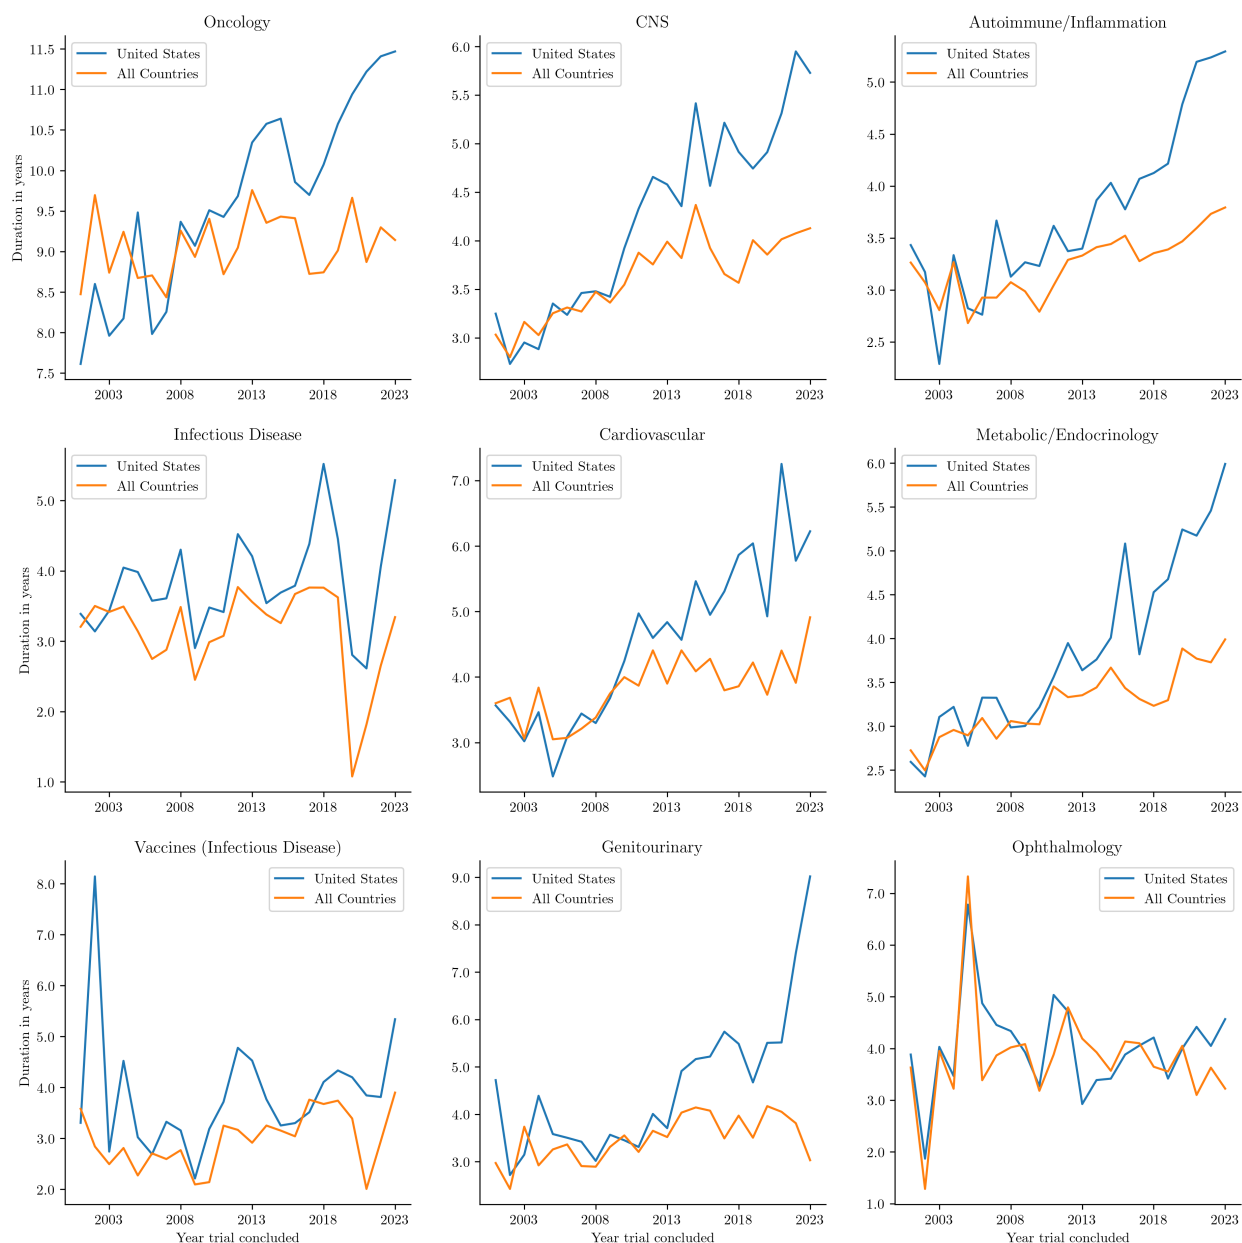 Oncology
United States
All Countries
11.5
11.0
10.5
10.0
9.5
9.0
8.5
8.0
7.5
Duration in years
2003 2008 2013 2018 2023
CNS
United States
All Countries
6.0
5.5
5.0
4.5
4.0
3.5
3.0
2003 2008 2013 2018 2023
Autoimmune/Inflammation
United States
All Countries
5.0
4.5
4.0
3.5
3.0
2.5
2003 2008 2013 2018 2023
Infectious Disease
United States
All Countries
5.0
4.0
3.0
2.0
1.0
Duration in years
2003 2008 2013 2018 2023
Cardiovascular
United States
All Countries
7.0
6.0
5.0
4.0
3.0
2003 2008 2013 2018 2023
Metabolic/Endocrinology
United States
All Countries
6.0
5.5
5.0
4.5
4.0
3.5
3.0
2.5
2003 2008 2013 2018 2023
Vaccines (Infectious Disease)
United States
All Countries
8.0
7.0
6.0
5.0
4.0
3.0
2.0
Duration in years
2003 2008 2013 2018 2023
Year trial concluded
Genitourinary
United States
All Countries
9.0
8.0
7.0
6.0
5.0
4.0
3.0
2003 2008 2013 2018 2023
Year trial concluded
Ophthalmology
United States
All Countries
7.0
6.0
5.0
4.0
3.0
2.0
1.0
2003 2008 2013 2018 2023
Year trial concluded